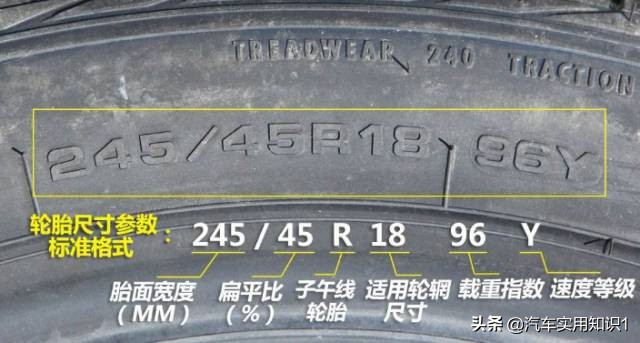 TREADWEAR 240 TRACTION
245/45R18 96Y
轮胎尺寸参数
标准格式 : 245 / 45 R 18 96 Y
胎面宽度 扁平比 子午线 适用轮辋 载重指数 速度等级
(MM) (%) 轮胎 尺寸
头条 @汽车实用知识1